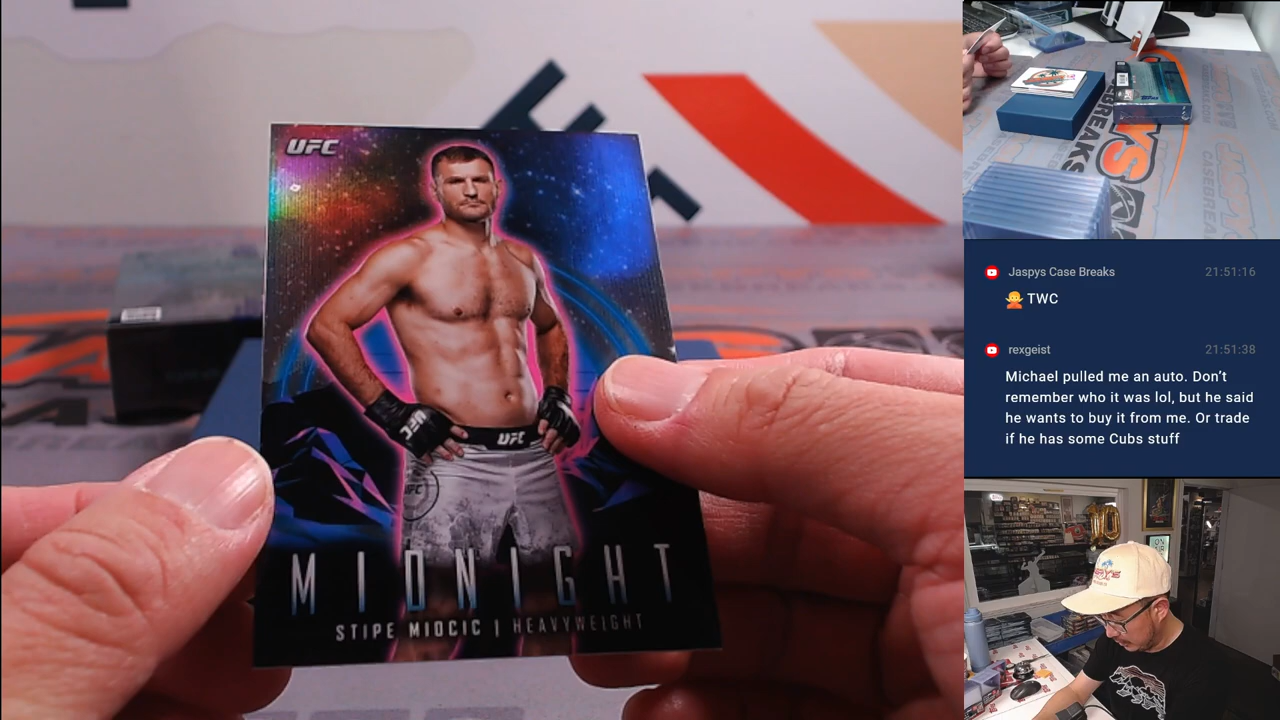 UFC
UFC
UFC
MIDNIGHT
STIPE MIOCIC | HEAVYWEIGHT
Jaspys Case Breaks 21:51:16
🙅 TWC
rexgeist 21:51:38
Michael pulled me an auto. Don't
remember who it was lol, but he said
he wants to buy it from me. Or trade
if he has some Cubs stuff